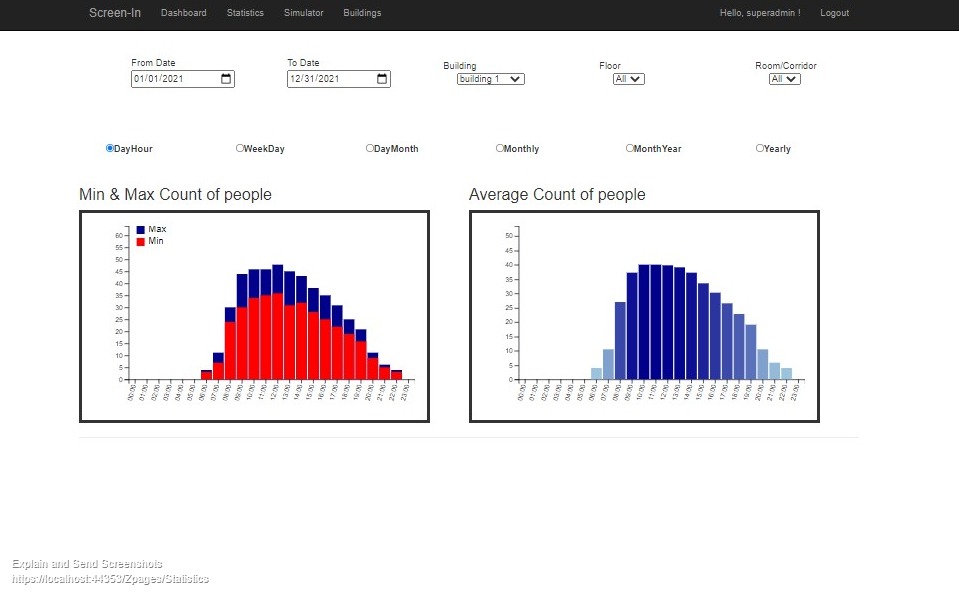 Screen-In Dashboard Statistics Simulator Buildings Hello, superadmin ! Logout
From Date To Date Building Floor Room/Corridor
01/01/2021 12/31/2021 building 1 All All
DayHour WeekDay DayMonth Monthly MonthYear Yearly
Min & Max Count of people
Max
Min
60
55
50
45
40
35
30
25
20
15
10
5
0
00:00 01:00 02:00 03:00 04:00 05:00 06:00 07:00 08:00 09:00 10:00 11:00 12:00 13:00 14:00 15:00 16:00 17:00 18:00 19:00 20:00 21:00 22:00 23:00
Average Count of people
50
45
40
35
30
25
20
15
10
5
0
00:00 01:00 02:00 03:00 04:00 05:00 06:00 07:00 08:00 09:00 10:00 11:00 12:00 13:00 14:00 15:00 16:00 17:00 18:00 19:00 20:00 21:00 22:00 23:00
Explain and Send Screenshots
https://localhost:44353/Zpages/Statistics